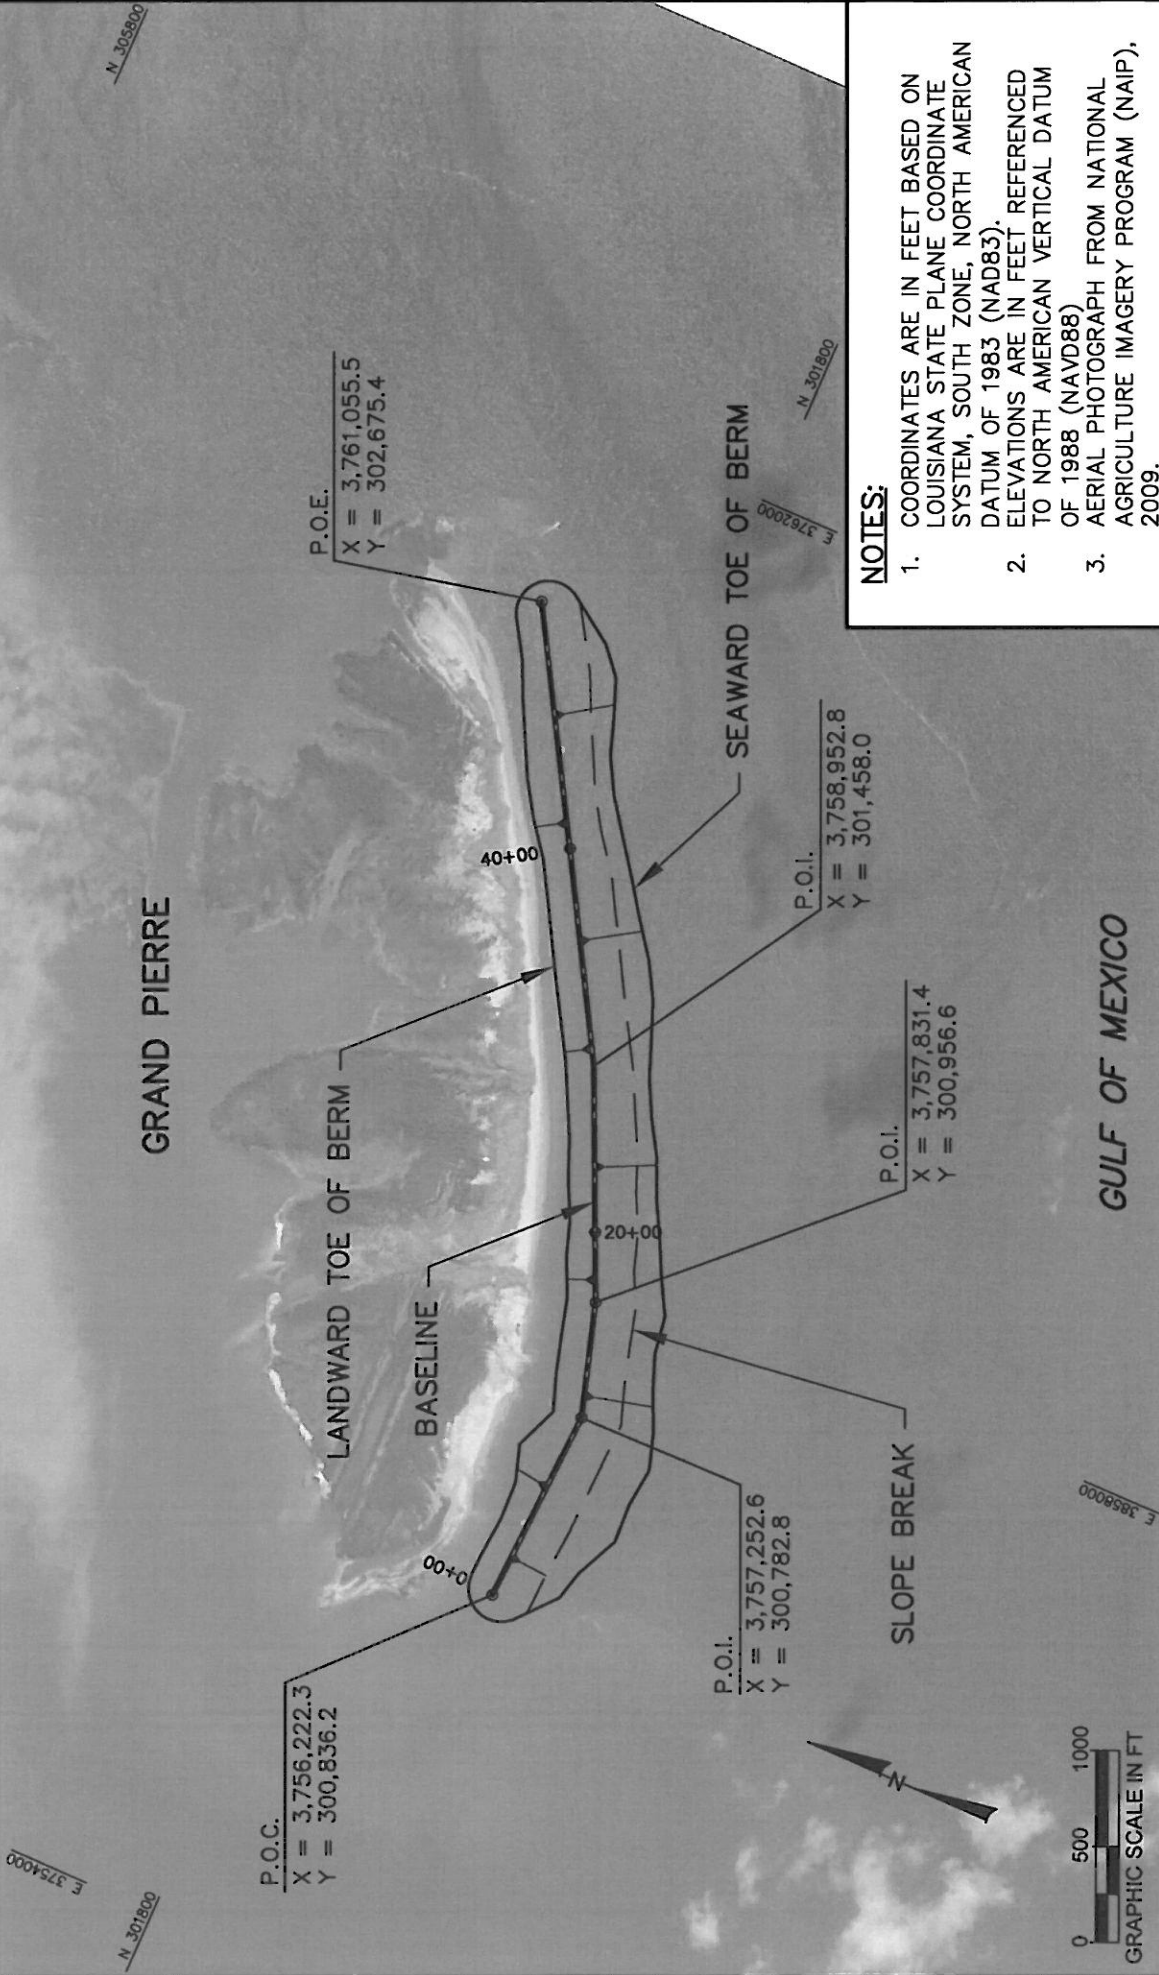 GRAND PIERRE
N 305800
E 3754000
N 301800
P.O.C.
X = 3,756,222.3
Y = 300,836.2
LANDWARD TOE OF BERM
BASELINE
P.O.E.
X = 3,761,055.5
Y = 302,675.4
0+00
20+00
40+00
P.O.I.
X = 3,757,252.6
Y = 300,782.8
SLOPE BREAK
P.O.I.
X = 3,757,831.4
Y = 300,956.6
P.O.I.
X = 3,758,952.8
Y = 301,458.0
SEAWARD TOE OF BERM
N 301800
E 3762000
E 3858000
GULF OF MEXICO
N
0 500 1000
GRAPHIC SCALE IN FT
NOTES:
1. COORDINATES ARE IN FEET BASED ON
LOUISIANA STATE PLANE COORDINATE
SYSTEM, SOUTH ZONE, NORTH AMERICAN
DATUM OF 1983 (NAD83).
2. ELEVATIONS ARE IN FEET REFERENCED
TO NORTH AMERICAN VERTICAL DATUM
OF 1988 (NAVD88)
3. AERIAL PHOTOGRAPH FROM NATIONAL
AGRICULTURE IMAGERY PROGRAM (NAIP),
2009.